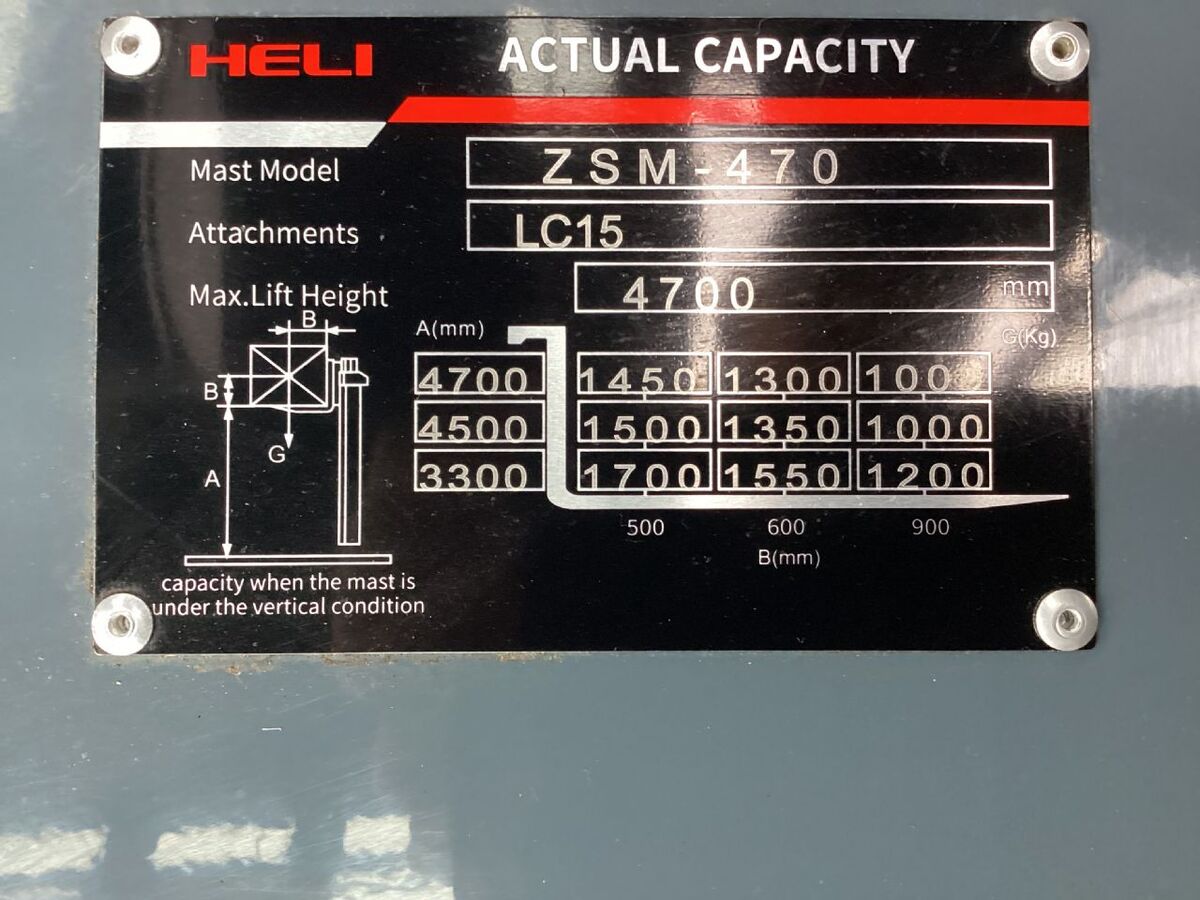 HELI ACTUAL CAPACITY
Mast Model ZSM-470
Attachments LC15
Max.Lift Height 4700 mm
B
B
G
A
A(mm) G(Kg)
4700 1450 1300 100
4500 1500 1350 1000
3300 1700 1550 1200
500 600 900
B(mm)
capacity when the mast is
under the vertical condition